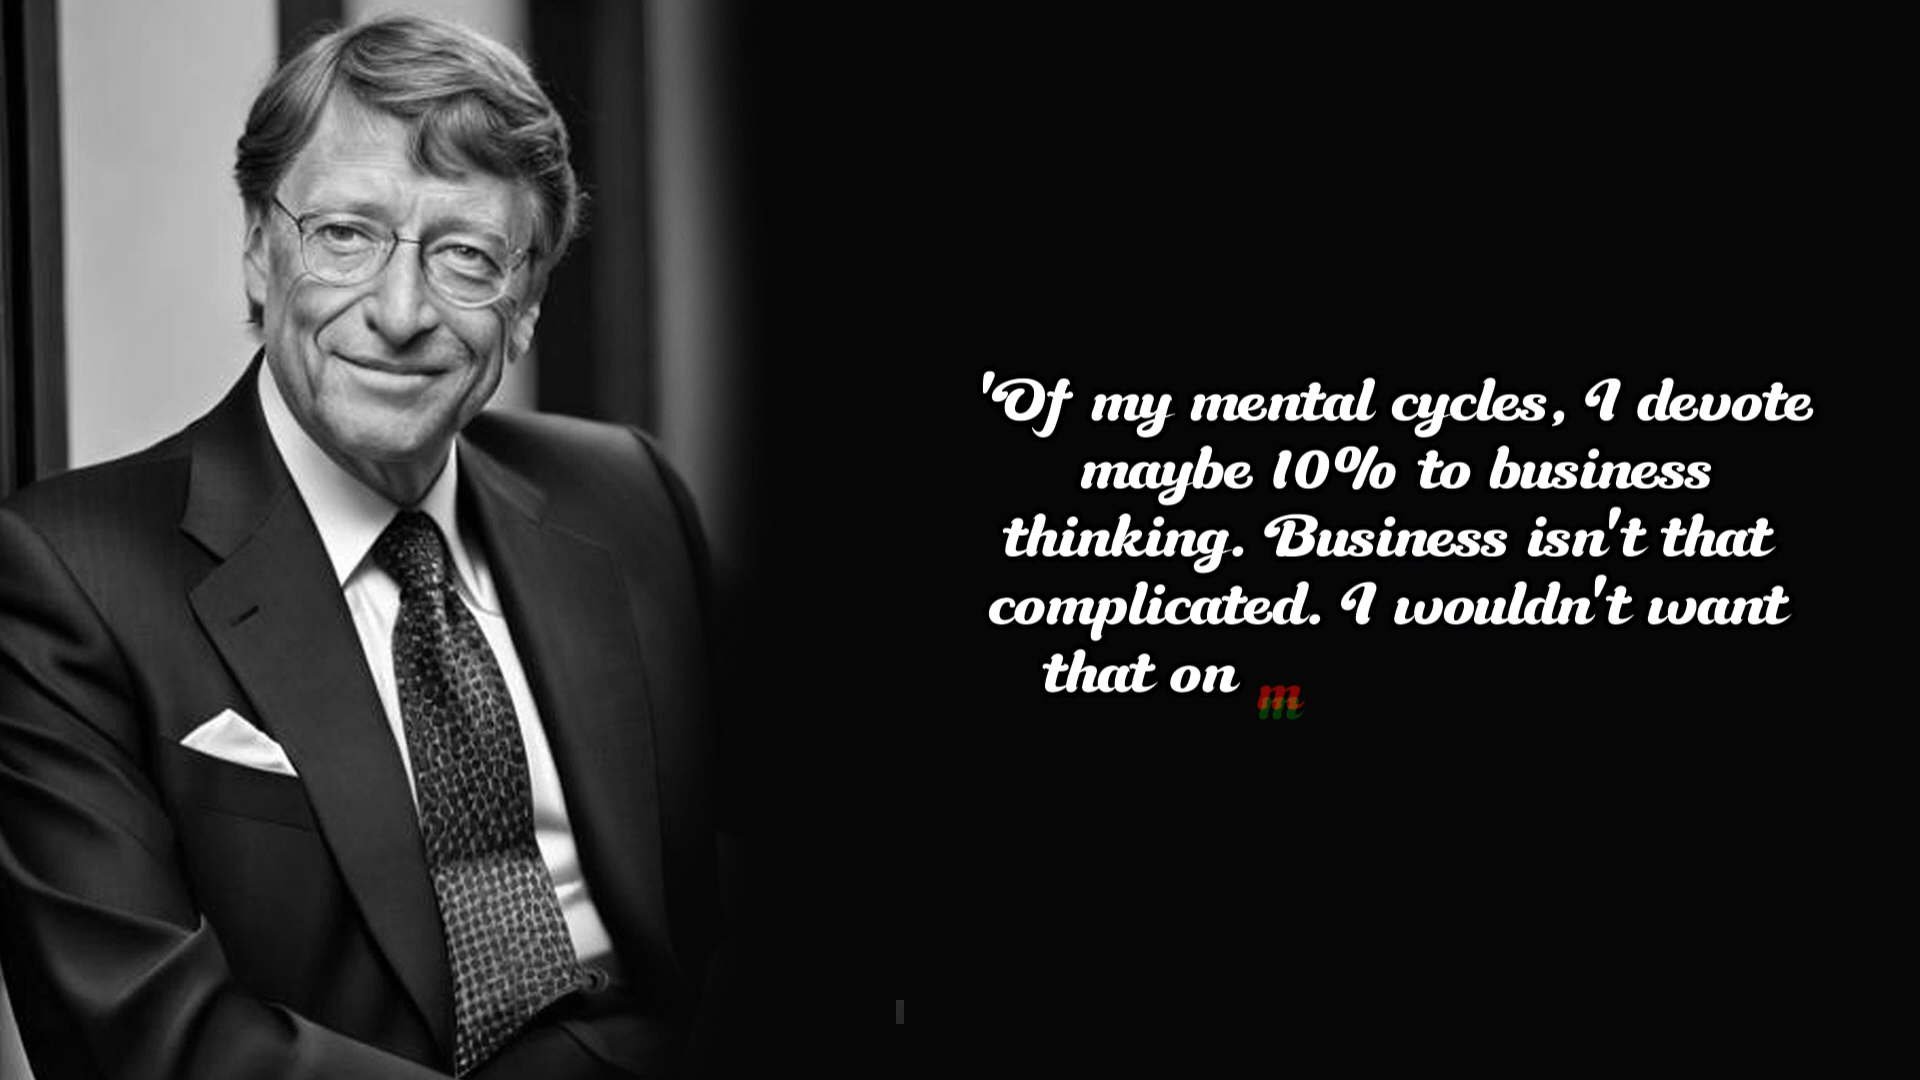 'Of my mental cycles, I devote
maybe 10% to business
thinking. Business isn't that
complicated. I wouldn't want
that on m